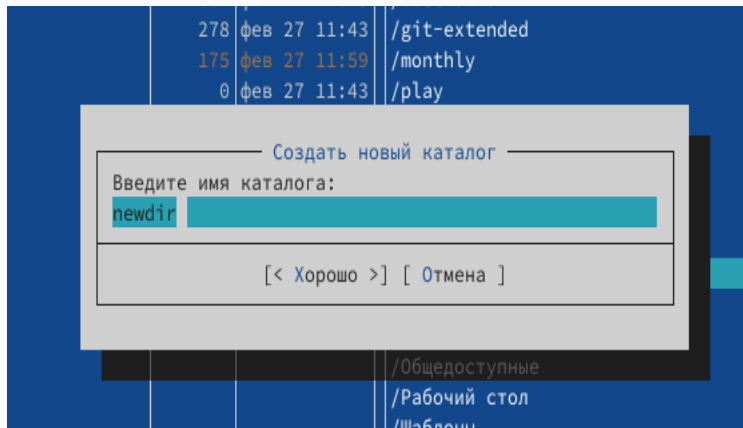 278 фев 27 11:43 /git-extended
175 фев 27 11:59 /monthly
0 фев 27 11:43 /play
Создать новый каталог
Введите имя каталога:
newdir
[< Хорошо >] [ Отмена ]
/Общедоступные
/Рабочий стол
/Шаблоны